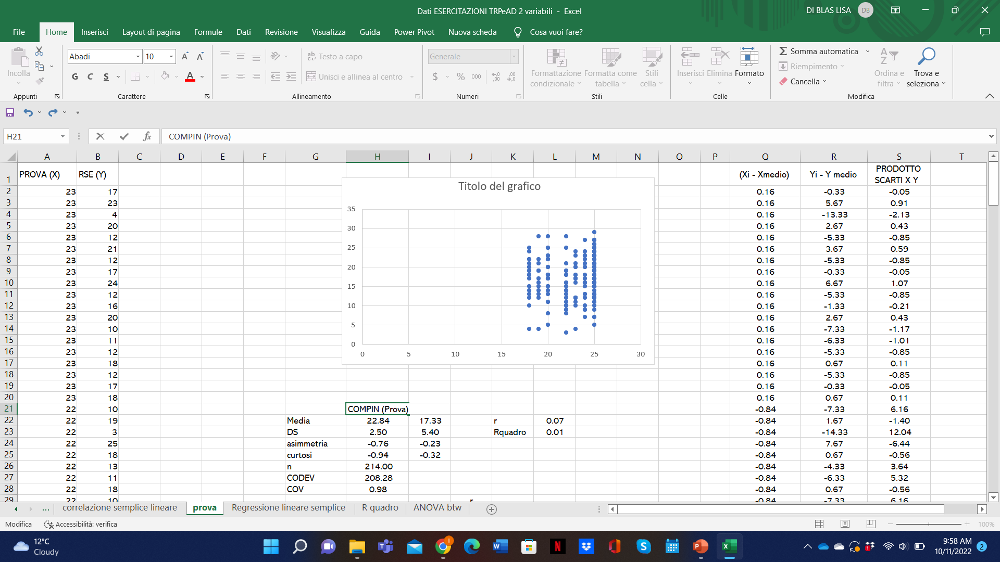 Dati ESERCITAZIONI TRPeAD 2 variabili - Excel
DI BLAS LISA DB
File Home Inserisci Layout di pagina Formule Dati Revisione Visualizza Guida Power Pivot Nuova scheda Cosa vuoi fare?
Incolla
Abadi 10
G C S
Testo a capo
Unisci e allinea al centro
Generale
$ % 000
Formattazione condizionale
Formatta come tabella
Stili cella
Inserisci Elimina Formato
Somma automatica
Riempimento
Cancella
Ordina e filtra
Trova e seleziona
Appunti Carattere Allineamento Numeri Stili Celle Modifica
H21 fx COMPIN (Prova)
A B C D E F G H I J K L M N O P Q R S T
1 PROVA (X) RSE (Y) (Xi - Xmedio) Yi - Y medio PRODOTTO SCARTI X Y
2 23 17 0.16 -0.33 -0.05
3 23 23 0.16 5.67 0.91
4 23 4 0.16 -13.33 -2.13
5 23 20 0.16 2.67 0.43
6 23 12 0.16 -5.33 -0.85
7 23 21 0.16 3.67 0.59
8 23 12 0.16 -5.33 -0.85
9 23 17 0.16 -0.33 -0.05
10 23 24 0.16 6.67 1.07
11 23 12 0.16 -5.33 -0.85
12 23 16 0.16 -1.33 -0.21
13 23 20 0.16 2.67 0.43
14 23 10 0.16 -7.33 -1.17
15 23 11 0.16 -6.33 -1.01
16 23 12 0.16 -5.33 -0.85
17 23 18 0.16 0.67 0.11
18 23 12 0.16 -5.33 -0.85
19 23 17 0.16 -0.33 -0.05
20 23 18 0.16 0.67 0.11
21 22 10 COMPIN (Prova) -0.84 -7.33 6.16
22 22 19 Media 22.84 17.33 r 0.07 -0.84 1.67 -1.40
23 22 3 DS 2.50 5.40 Rquadro 0.01 -0.84 -14.33 12.04
24 22 25 asimmetria -0.76 -0.23 -0.84 7.67 -6.44
25 22 18 curtosi -0.94 -0.32 -0.84 0.67 -0.56
26 22 13 n 214.00 -0.84 -4.33 3.64
27 22 11 CODEV 208.28 -0.84 -6.33 5.32
28 22 18 COV 0.98 -0.84 0.67 -0.56
29 22 10 r -0.84 -7.33 6.16
Titolo del grafico
35
30
25
20
15
10
5
0
0 5 10 15 20 25 30
... correlazione semplice lineare prova Regressione lineare semplice R quadro ANOVA btw
Modifica Accessibilità: verifica 100%
12°C
Cloudy
9:58 AM
10/11/2022 2